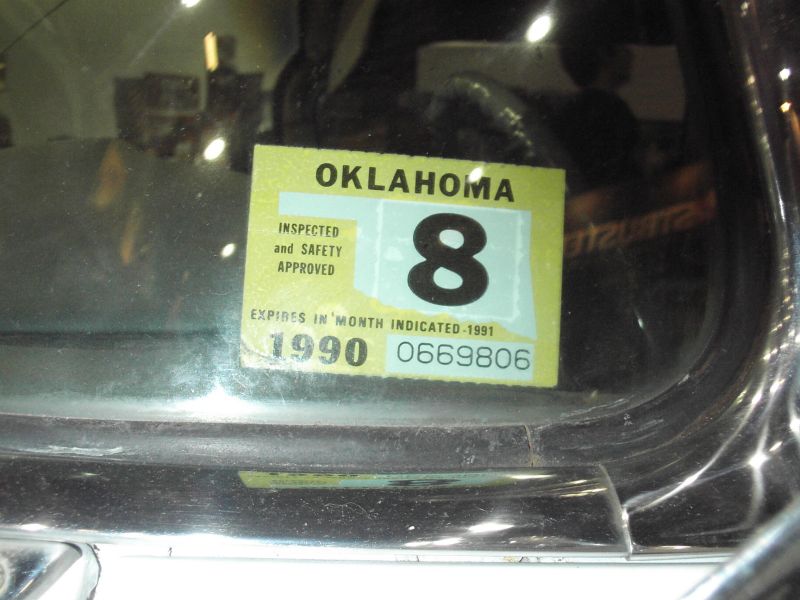 OKLAHOMA
INSPECTED
and SAFETY
APPROVED
8
EXPIRES IN MONTH INDICATED-1991
1990 0669806